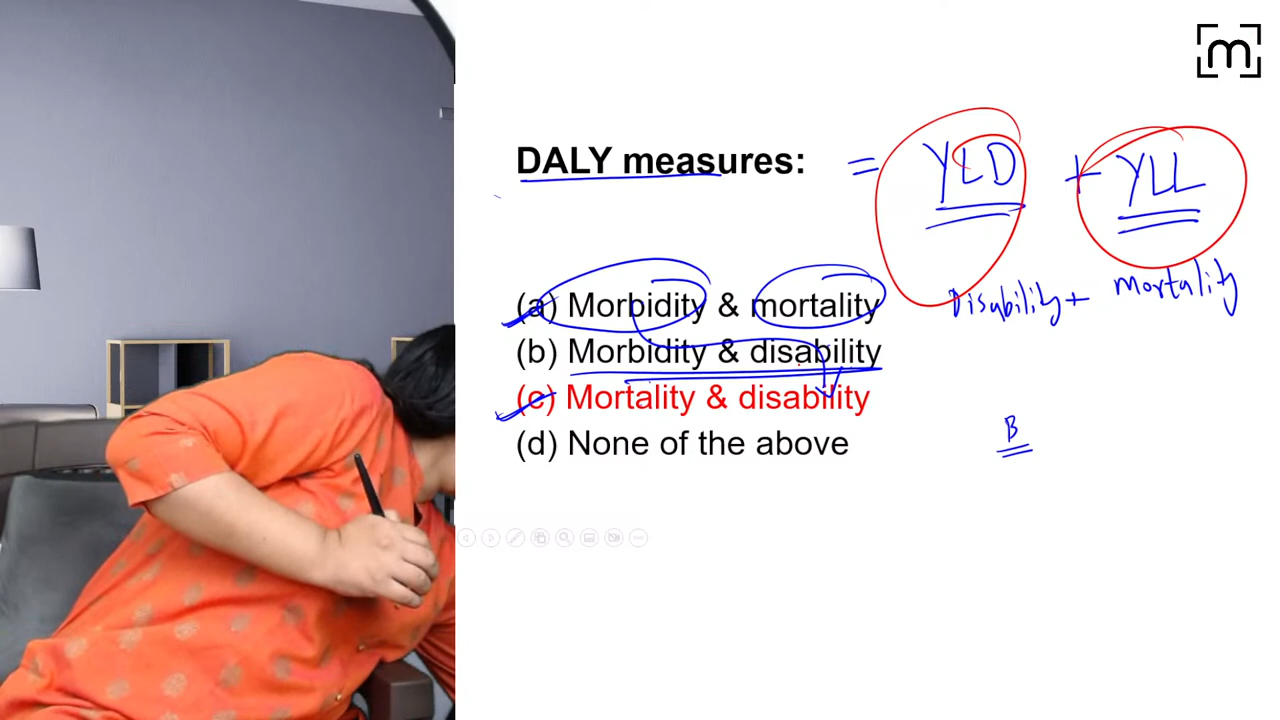 [m]
DALY measures: = YLD + YLL
(a) Morbidity & mortality
Disability + mortality
(b) Morbidity & disability
(c) Mortality & disability
(d) None of the above
B